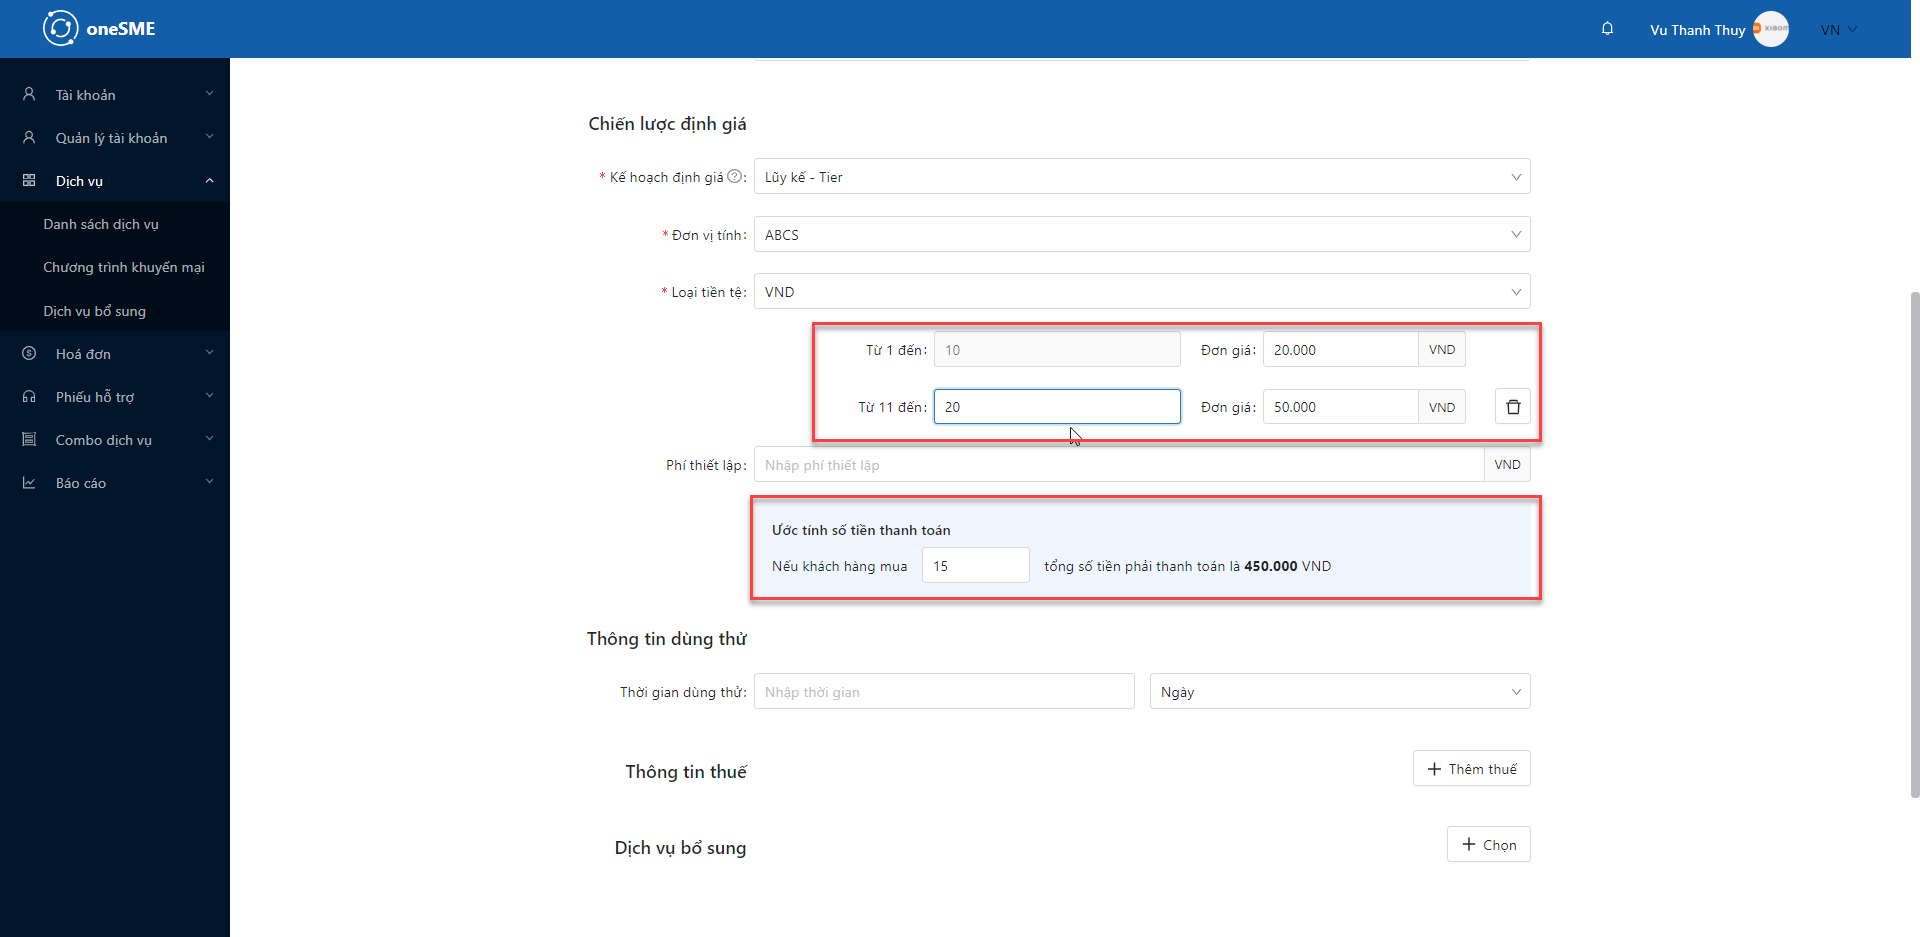 oneSME
Vu Thanh Thuy
xiaom
VN
Tài khoản
Quản lý tài khoản
Dịch vụ
Danh sách dịch vụ
Chương trình khuyến mại
Dịch vụ bổ sung
Hoá đơn
Phiếu hỗ trợ
Combo dịch vụ
Báo cáo
Chiến lược định giá
* Kế hoạch định giá ?: Lũy kế - Tier
* Đơn vị tính: ABCS
* Loại tiền tệ: VND
Từ 1 đến: 10 Đơn giá: 20.000 VND
Từ 11 đến: 20 Đơn giá: 50.000 VND
Phí thiết lập: Nhập phí thiết lập VND
Ước tính số tiền thanh toán
Nếu khách hàng mua 15 tổng số tiền phải thanh toán là 450.000 VND
Thông tin dùng thử
Thời gian dùng thử: Nhập thời gian Ngày
Thông tin thuế
+ Thêm thuế
Dịch vụ bổ sung
+ Chọn